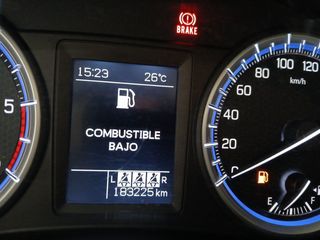 BRAKE
15:23 26°C
COMBUSTIBLE
BAJO
L R
183225 km
5
120
100
80
60
40
20
km/h
E F